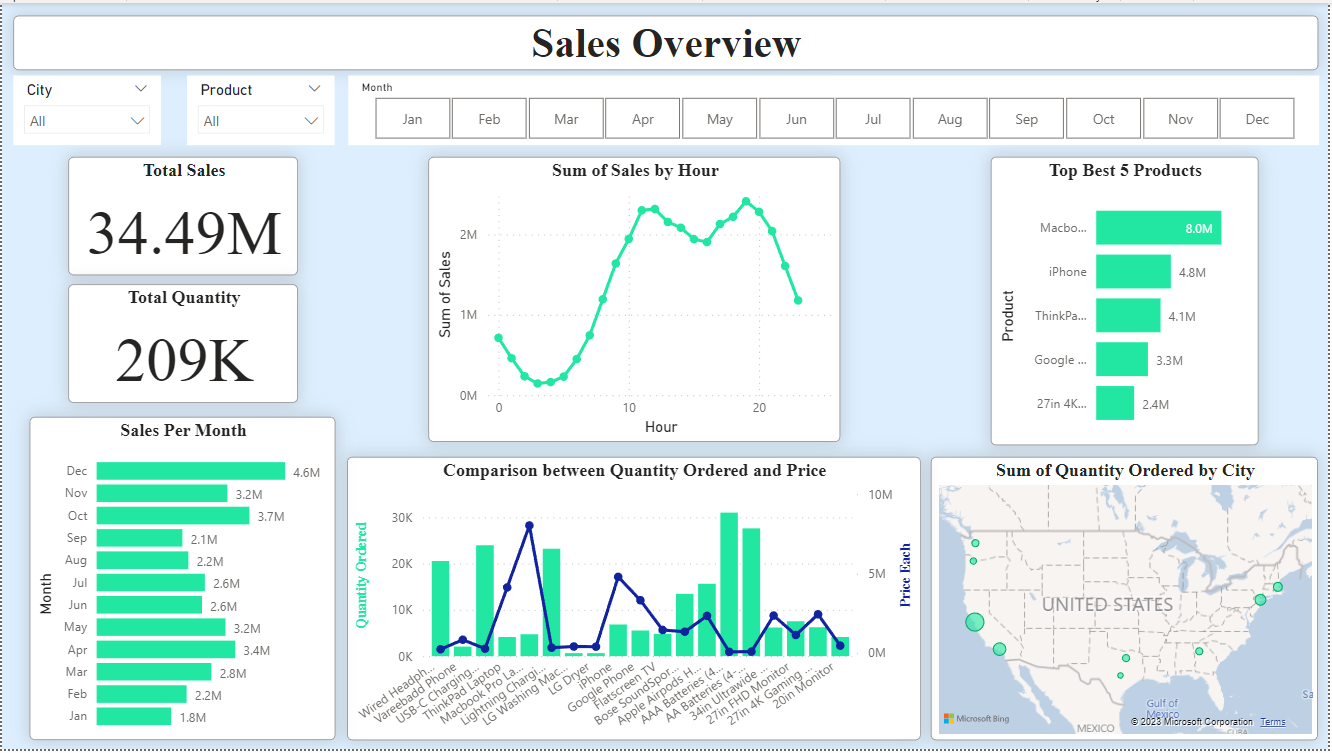 Sales Overview
City
All
Product
All
Month
Jan Feb Mar Apr May Jun Jul Aug Sep Oct Nov Dec
Total Sales
34.49M
Total Quantity
209K
Sales Per Month
Month
Dec 4.6M
Nov 3.2M
Oct 3.7M
Sep 2.1M
Aug 2.2M
Jul 2.6M
Jun 2.6M
May 3.2M
Apr 3.4M
Mar 2.8M
Feb 2.2M
Jan 1.8M
Sum of Sales by Hour
Sum of Sales
2M
1M
0M
0 10 20
Hour
Top Best 5 Products
Product
Macbo... 8.0M
iPhone 4.8M
ThinkPa... 4.1M
Google ... 3.3M
27in 4K... 2.4M
Comparison between Quantity Ordered and Price
Quantity Ordered
30K
20K
10K
0K
Price Each
10M
5M
0M
Wired Headph...
Vareebadd Phone
USB-C Charging...
ThinkPad Laptop
Macbook Pro La...
Lightning Chargi...
LG Washing Mac...
LG Dryer
iPhone
Google Phone
Flatscreen TV
Bose SoundSpor...
Apple Airpods H...
AAA Batteries (4...
AA Batteries (4-...
34in Ultrawide ...
27in FHD Monitor
27in 4K Gaming ...
20in Monitor
Sum of Quantity Ordered by City
UNITED STATES
Gulf of
Mexico
MEXICO
CUBA
Sa
Microsoft Bing
© 2023 Microsoft Corporation Terms